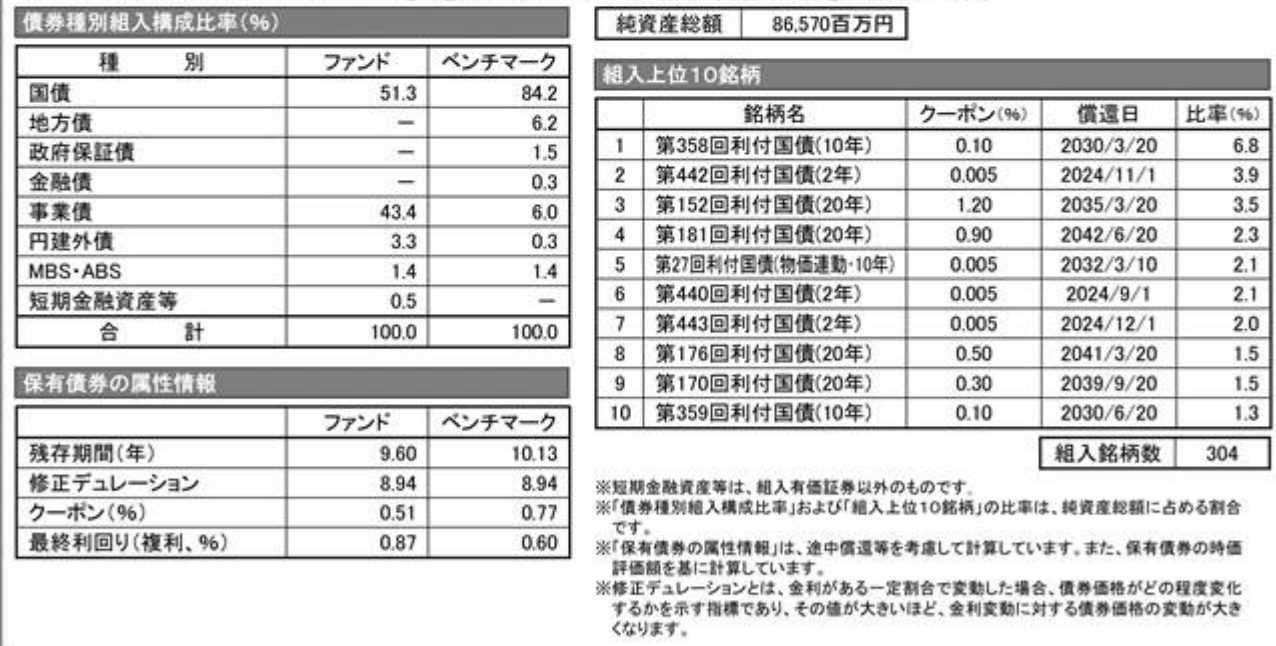 債券種別組入構成比率(%)
種 別 ファンド ベンチマーク
国債 51.3 84.2
地方債 — 6.2
政府保証債 — 1.5
金融債 — 0.3
事業債 43.4 6.0
円建外債 3.3 0.3
MBS・ABS 1.4 1.4
短期金融資産等 0.5 —
合 計 100.0 100.0
保有債券の属性情報
ファンド ベンチマーク
残存期間(年) 9.60 10.13
修正デュレーション 8.94 8.94
クーポン(%) 0.51 0.77
最終利回り(複利、%) 0.87 0.60
純資産総額 86,570百万円
組入上位10銘柄
銘柄名 クーポン(%) 償還日 比率(%)
1 第358回利付国債(10年) 0.10 2030/3/20 6.8
2 第442回利付国債(2年) 0.005 2024/11/1 3.9
3 第152回利付国債(20年) 1.20 2035/3/20 3.5
4 第181回利付国債(20年) 0.90 2042/6/20 2.3
5 第27回利付国債(物価連動・10年) 0.005 2032/3/10 2.1
6 第440回利付国債(2年) 0.005 2024/9/1 2.1
7 第443回利付国債(2年) 0.005 2024/12/1 2.0
8 第176回利付国債(20年) 0.50 2041/3/20 1.5
9 第170回利付国債(20年) 0.30 2039/9/20 1.5
10 第359回利付国債(10年) 0.10 2030/6/20 1.3
組入銘柄数 304
※短期金融資産等は、組入有価証券以外のものです。
※「債券種別組入構成比率」および「組入上位10銘柄」の比率は、純資産総額に占める割合
です。
※「保有債券の属性情報」は、途中償還等を考慮して計算しています。また、保有債券の時価
評価額を基に計算しています。
※修正デュレーションとは、金利がある一定割合で変動した場合、債券価格がどの程度変化
するかを示す指標であり、その値が大きいほど、金利変動に対する債券価格の変動が大き
くなります。